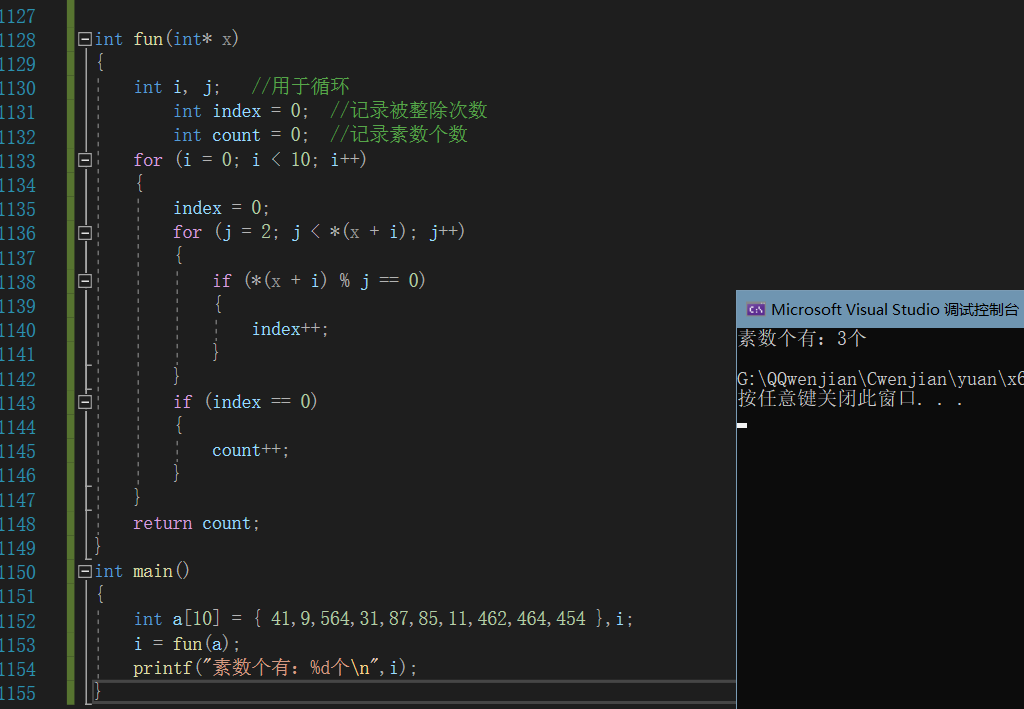 1127
1128 int fun(int* x)
1129 {
1130 int i, j; //用于循环
1131 int index = 0; //记录被整除次数
1132 int count = 0; //记录素数个数
1133 for (i = 0; i < 10; i++)
1134 {
1135 index = 0;
1136 for (j = 2; j < *(x + i); j++)
1137 {
1138 if (*(x + i) % j == 0)
1139 {
1140 index++;
1141 }
1142 }
1143 if (index == 0)
1144 {
1145 count++;
1146 }
1147 }
1148 return count;
1149 }
1150 int main()
1151 {
1152 int a[10] = { 41,9,564,31,87,85,11,462,464,454 },i;
1153 i = fun(a);
1154 printf("素数个有：%d个\n",i);
1155 }
Microsoft Visual Studio 调试控制台
素数个有：3个
G:\QQwenjian\Cwenjian\yuan\x6
按任意键关闭此窗口. . .